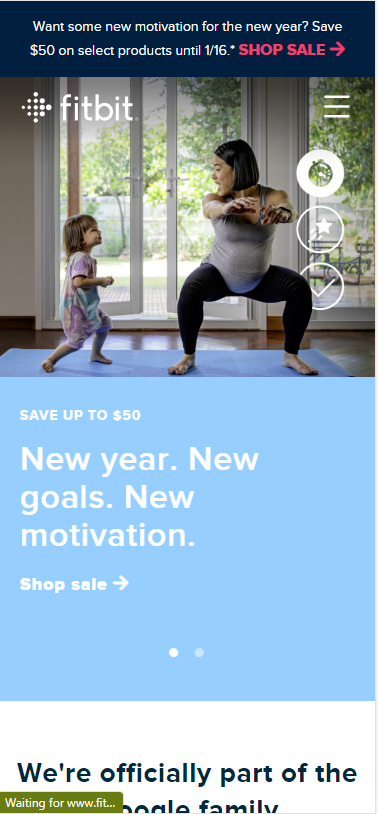 Want some new motivation for the new year? Save
$50 on select products until 1/16.* SHOP SALE →
fitbit
SAVE UP TO $50
New year. New
goals. New
motivation.
Shop sale →
We're officially part of the
Google family
Waiting for www.fit...